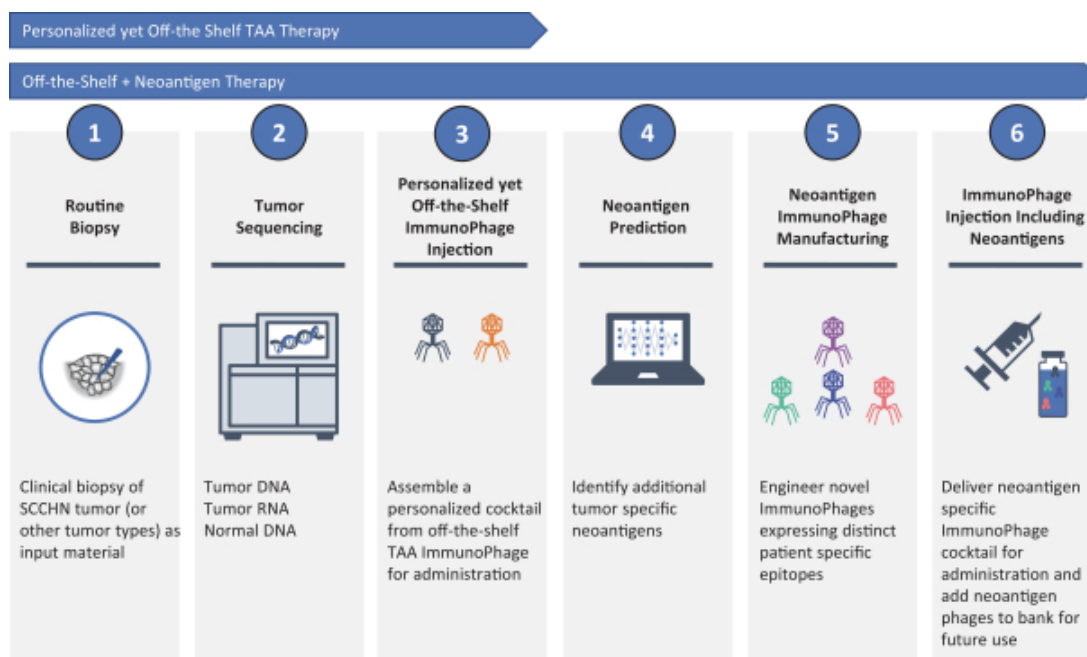 Personalized yet Off-the Shelf TAA Therapy
Off-the-Shelf + Neoantigen Therapy
1
Routine
Biopsy
Clinical biopsy of
SCCHN tumor (or
other tumor types) as
input material
2
Tumor
Sequencing
Tumor DNA
Tumor RNA
Normal DNA
3
Personalized yet
Off-the-Shelf
ImmunoPhage
Injection
Assemble a
personalized cocktail
from off-the-shelf
TAA ImmunoPhage
for administration
4
Neoantigen
Prediction
Identify additional
tumor specific
neoantigens
5
Neoantigen
ImmunoPhage
Manufacturing
Engineer novel
ImmunoPhages
expressing distinct
patient specific
epitopes
6
ImmunoPhage
Injection Including
Neoantigens
Deliver neoantigen
specific
ImmunoPhage
cocktail for
administration and
add neoantigen
phages to bank for
future use